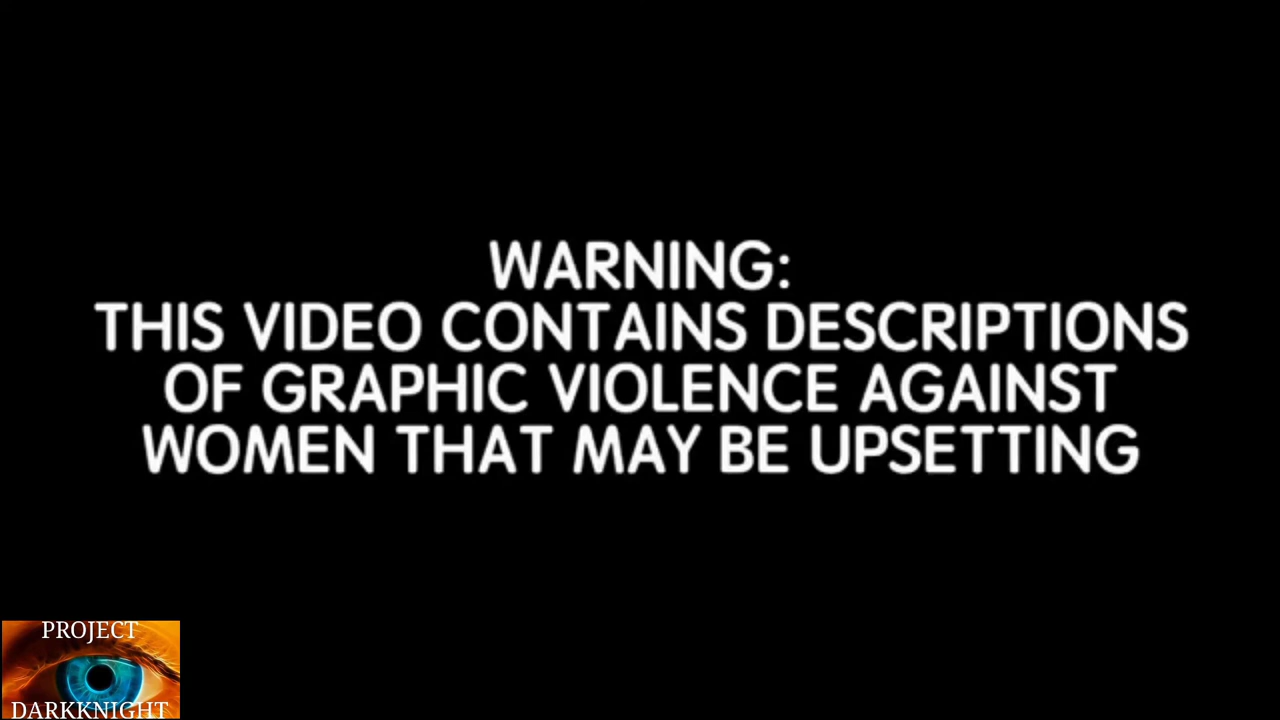 WARNING:
THIS VIDEO CONTAINS DESCRIPTIONS
OF GRAPHIC VIOLENCE AGAINST
WOMEN THAT MAY BE UPSETTING
PROJECT
DARKKNIGHT